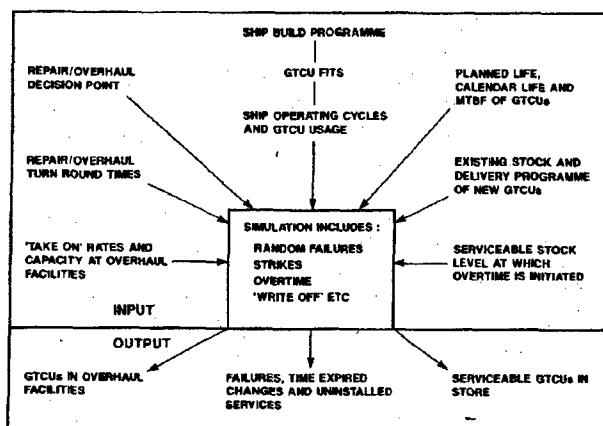 SHIP BUILD PROGRAMME
GTCU FITS
SHIP OPERATING CYCLES
AND GTCU USAGE
REPAIR/OVERHAUL
DECISION POINT
PLANNED LIFE,
CALENDAR LIFE AND
MTBF OF GTCUs
REPAIR/OVERHAUL
TURN ROUND TIMES
EXISTING STOCK AND
DELIVERY PROGRAMME
OF NEW GTCUs
'TAKE ON' RATES AND
CAPACITY AT OVERHAUL
FACILITIES
SIMULATION INCLUDES :
RANDOM FAILURES
STRIKES
OVERTIME
'WRITE OFF' ETC
SERVICEABLE STOCK
LEVEL AT WHICH
OVERTIME IS INITIATED
INPUT
OUTPUT
GTCUs IN OVERHAUL
FACILITIES
FAILURES, TIME EXPIRED
CHANGES AND UNINSTALLED
SERVICES
SERVICEABLE GTCUs IN
STORE